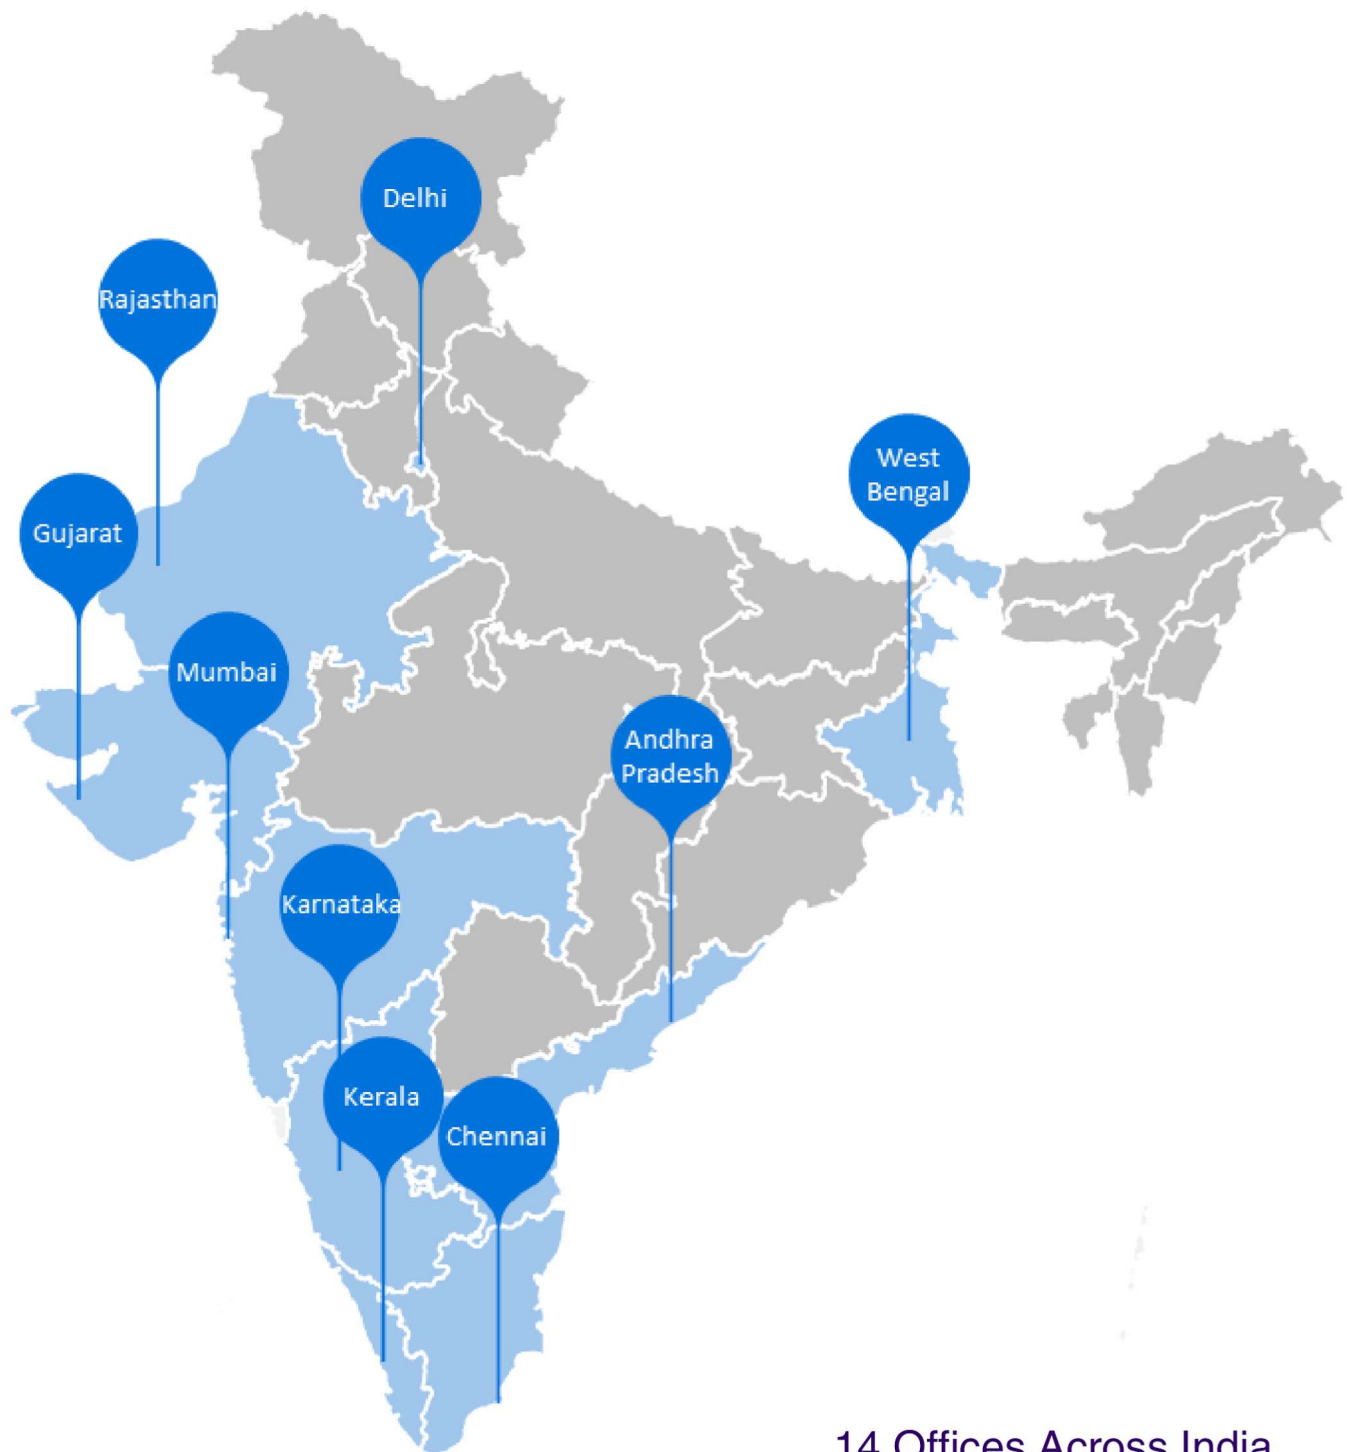 Delhi
Rajasthan
West
Bengal
Gujarat
Mumbai
Andhra
Pradesh
Karnataka
Kerala
Chennai
14 Offices Across India